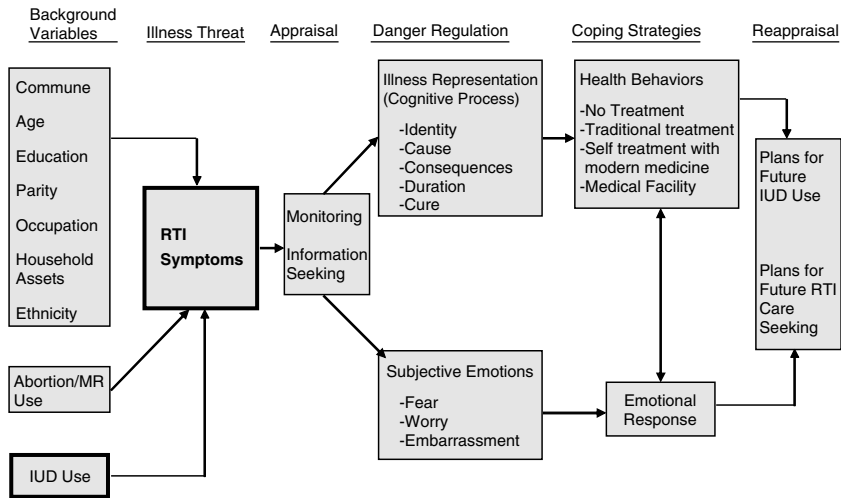 Background
Variables
Illness Threat
Appraisal
Danger Regulation
Coping Strategies
Reappraisal
Commune
Age
Education
Parity
Occupation
Household
Assets
Ethnicity
Abortion/MR
Use
IUD Use
RTI
Symptoms
Monitoring
Information
Seeking
Illness Representation
(Cognitive Process)
-Identity
-Cause
-Consequences
-Duration
-Cure
Subjective Emotions
-Fear
-Worry
-Embarrassment
Health Behaviors
-No Treatment
-Traditional treatment
-Self treatment with
modern medicine
-Medical Facility
Emotional
Response
Plans for
Future
IUD Use
Plans for
Future RTI
Care
Seeking